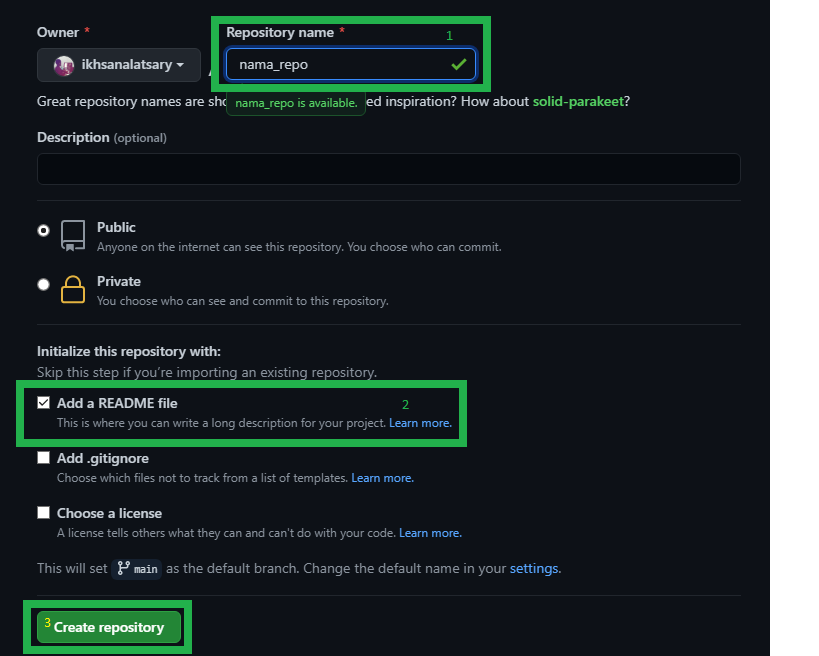 Owner *
Repository name *
1
ikhsanalatsary
/
nama_repo
Great repository names are sho
nama_repo is available.
ed inspiration? How about solid-parakeet?
Description (optional)
Public
Anyone on the internet can see this repository. You choose who can commit.
Private
You choose who can see and commit to this repository.
Initialize this repository with:
Skip this step if you’re importing an existing repository.
Add a README file
2
This is where you can write a long description for your project. Learn more.
Add .gitignore
Choose which files not to track from a list of templates. Learn more.
Choose a license
A license tells others what they can and can't do with your code. Learn more.
This will set main as the default branch. Change the default name in your settings.
3 Create repository